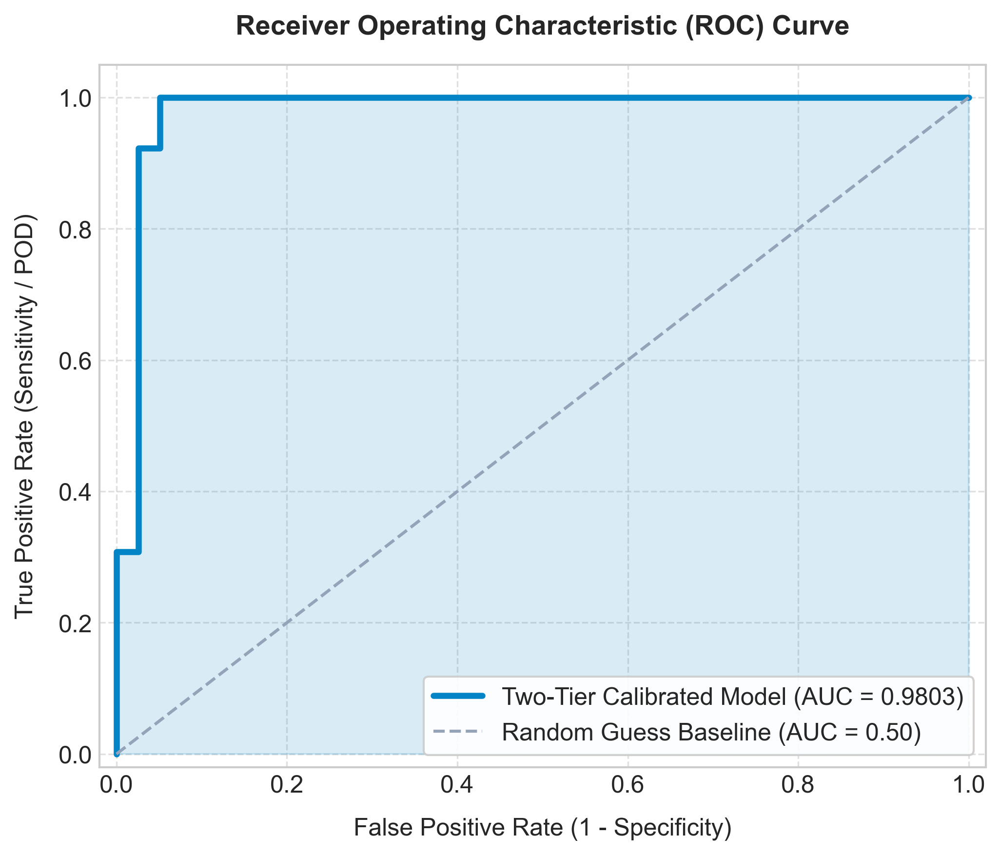 Receiver Operating Characteristic (ROC) Curve
True Positive Rate (Sensitivity / POD)
1.0
0.8
0.6
0.4
0.2
0.0
Two-Tier Calibrated Model (AUC = 0.9803)
Random Guess Baseline (AUC = 0.50)
0.0 0.2 0.4 0.6 0.8 1.0
False Positive Rate (1 - Specificity)